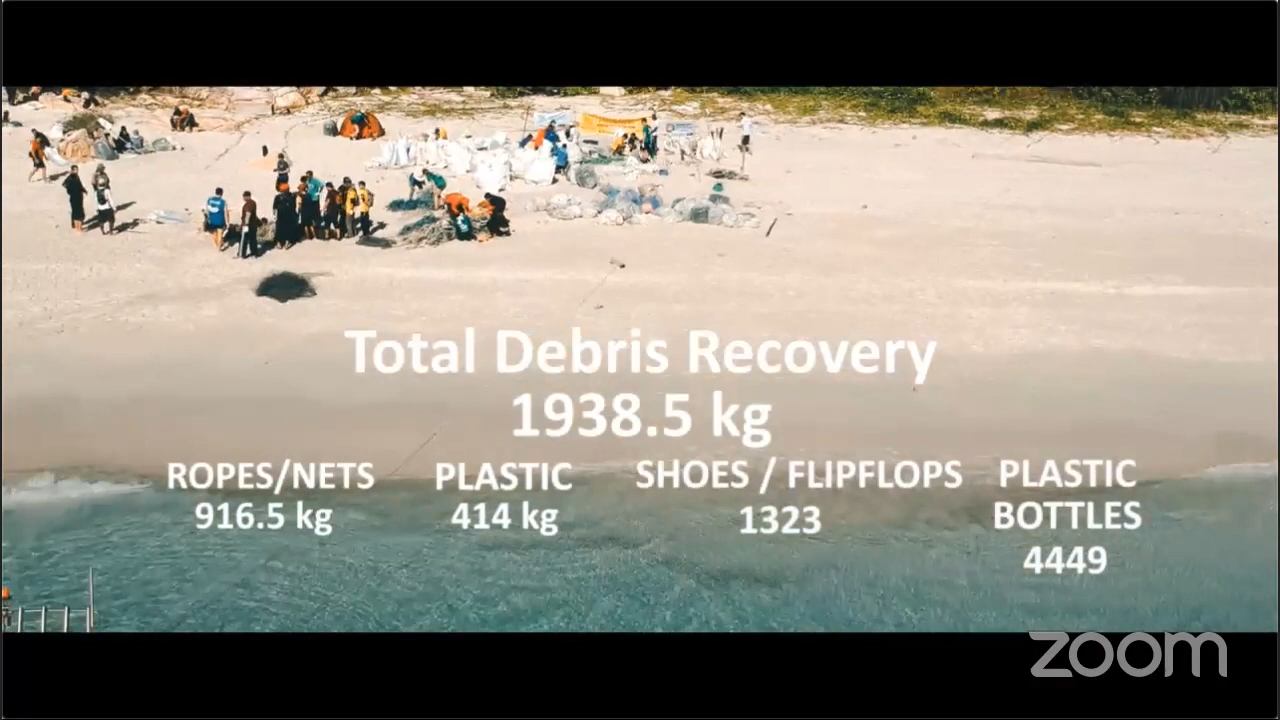 Total Debris Recovery
1938.5 kg
ROPES/NETS
916.5 kg
PLASTIC
414 kg
SHOES / FLIPFLOPS
1323
PLASTIC
BOTTLES
4449
zoom